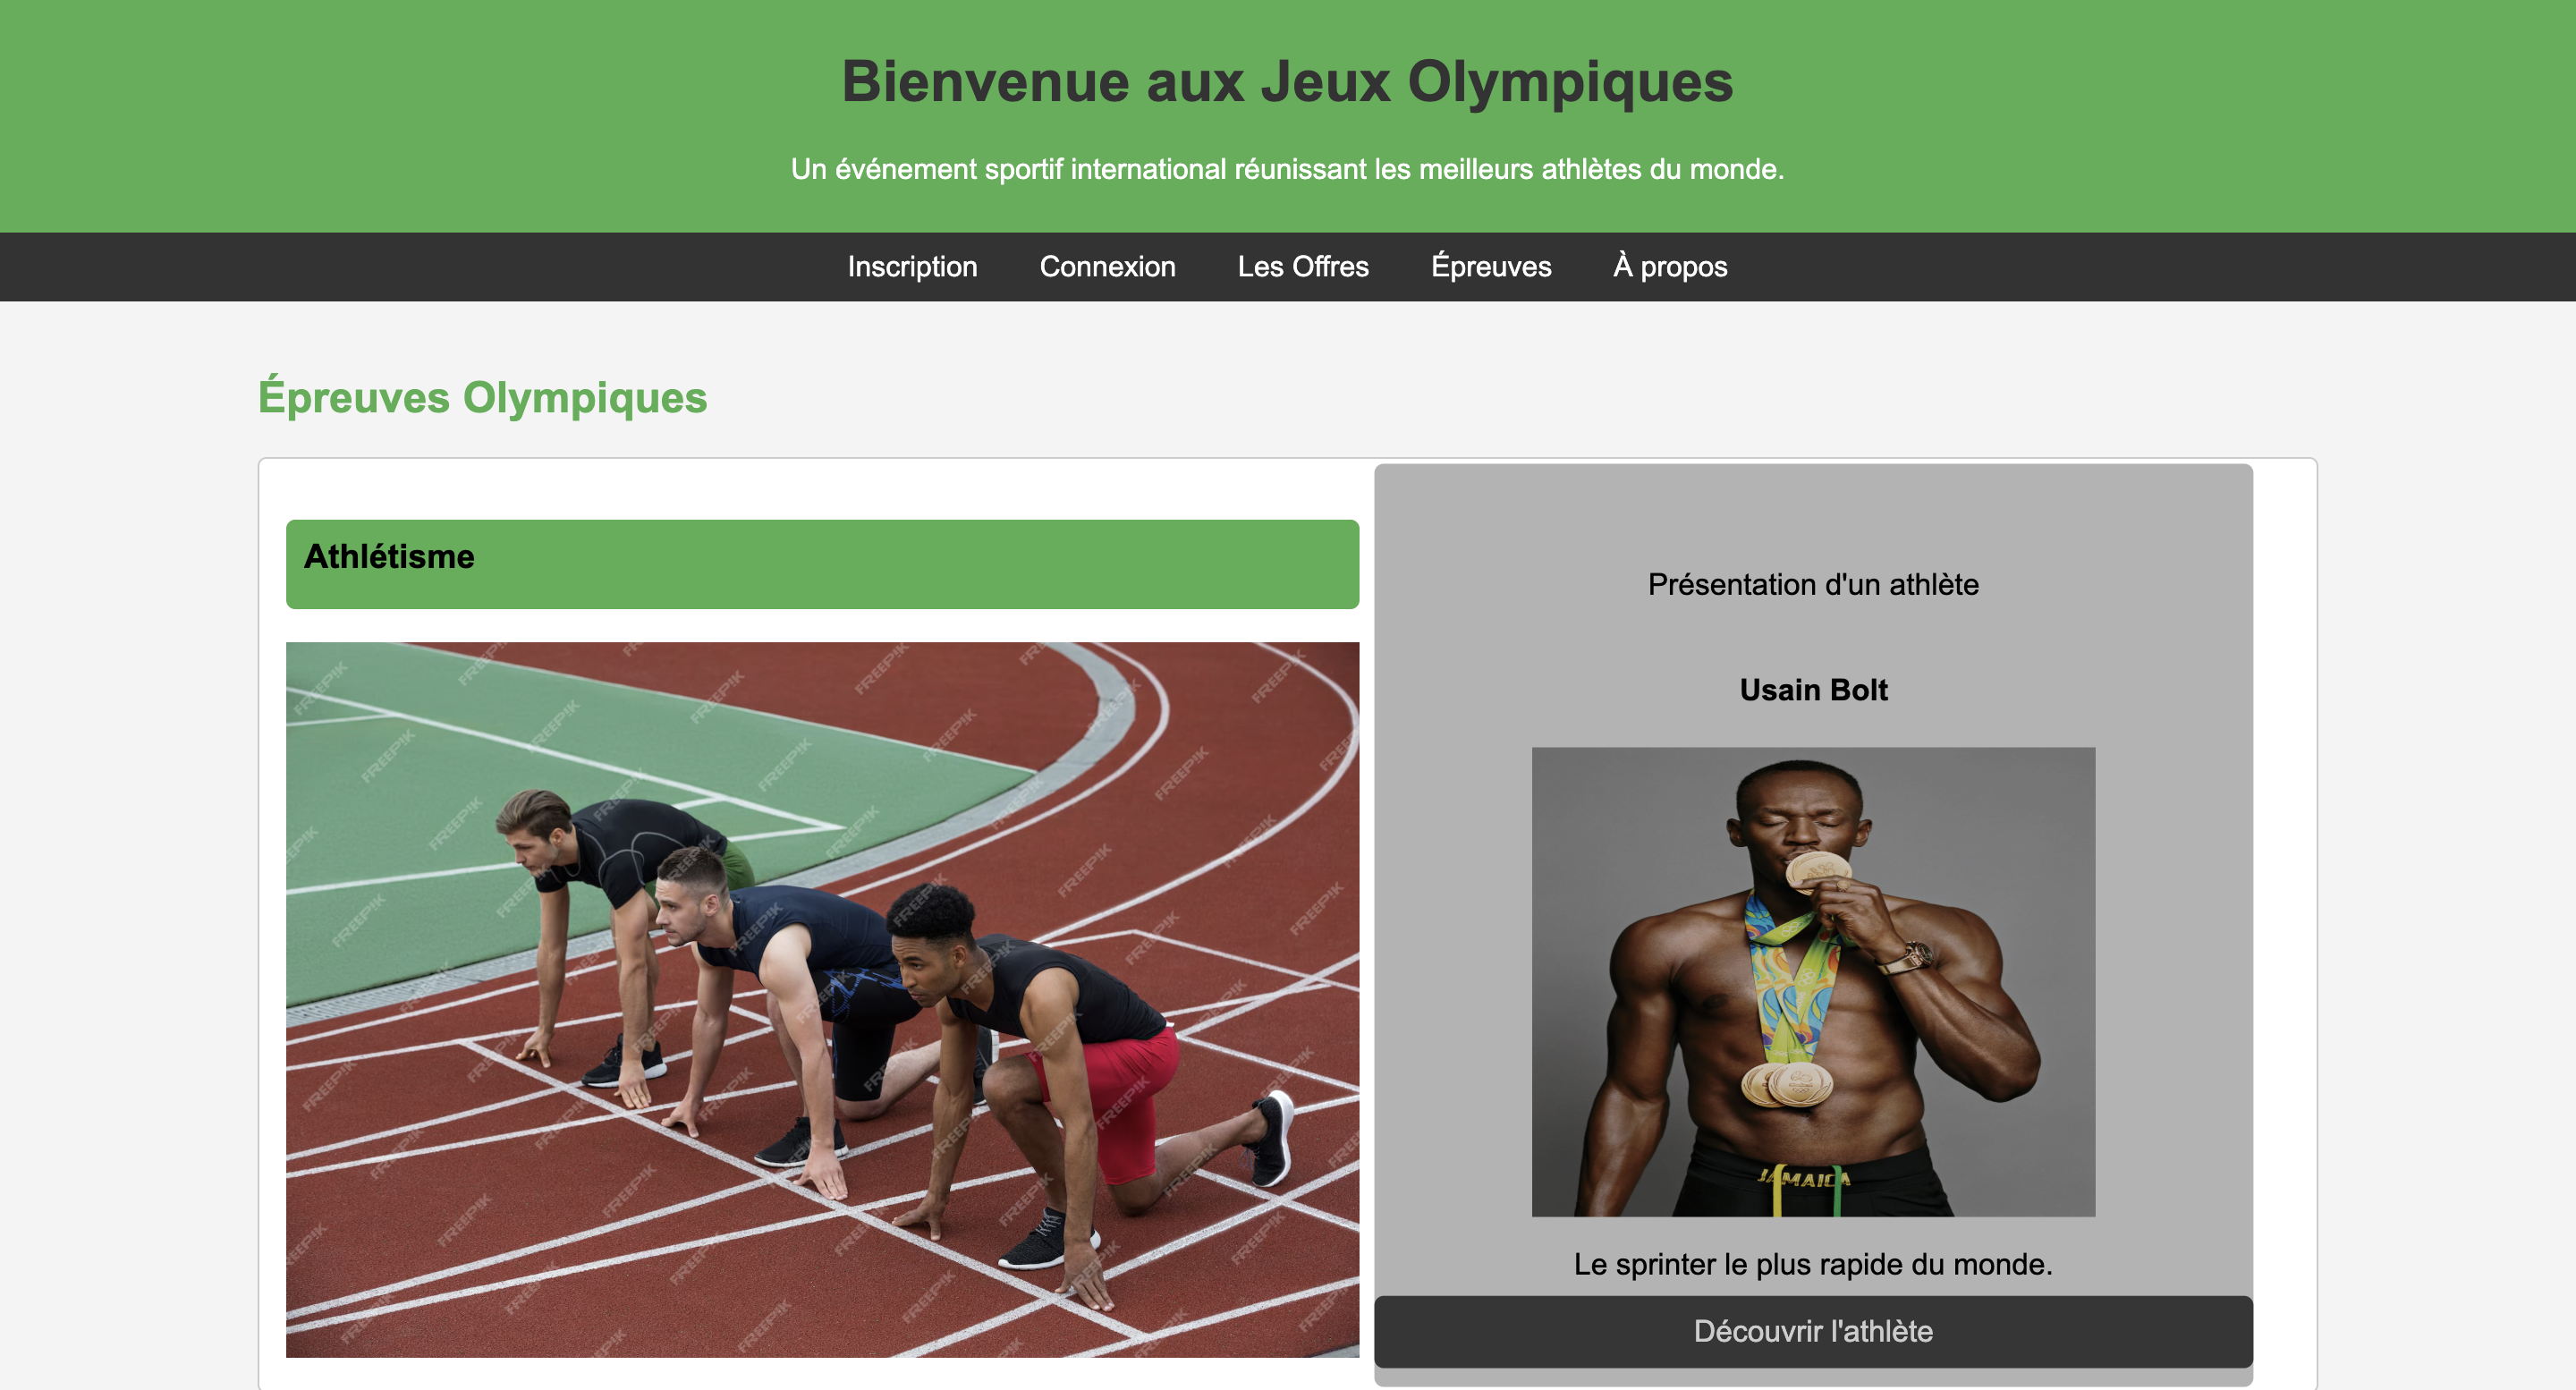 Bienvenue aux Jeux Olympiques
Un événement sportif international réunissant les meilleurs athlètes du monde.
Inscription Connexion Les Offres Épreuves À propos
Épreuves Olympiques
Athlétisme
FREEPIK
Présentation d'un athlète
Usain Bolt
JAMAICA
Le sprinter le plus rapide du monde.
Découvrir l'athlète